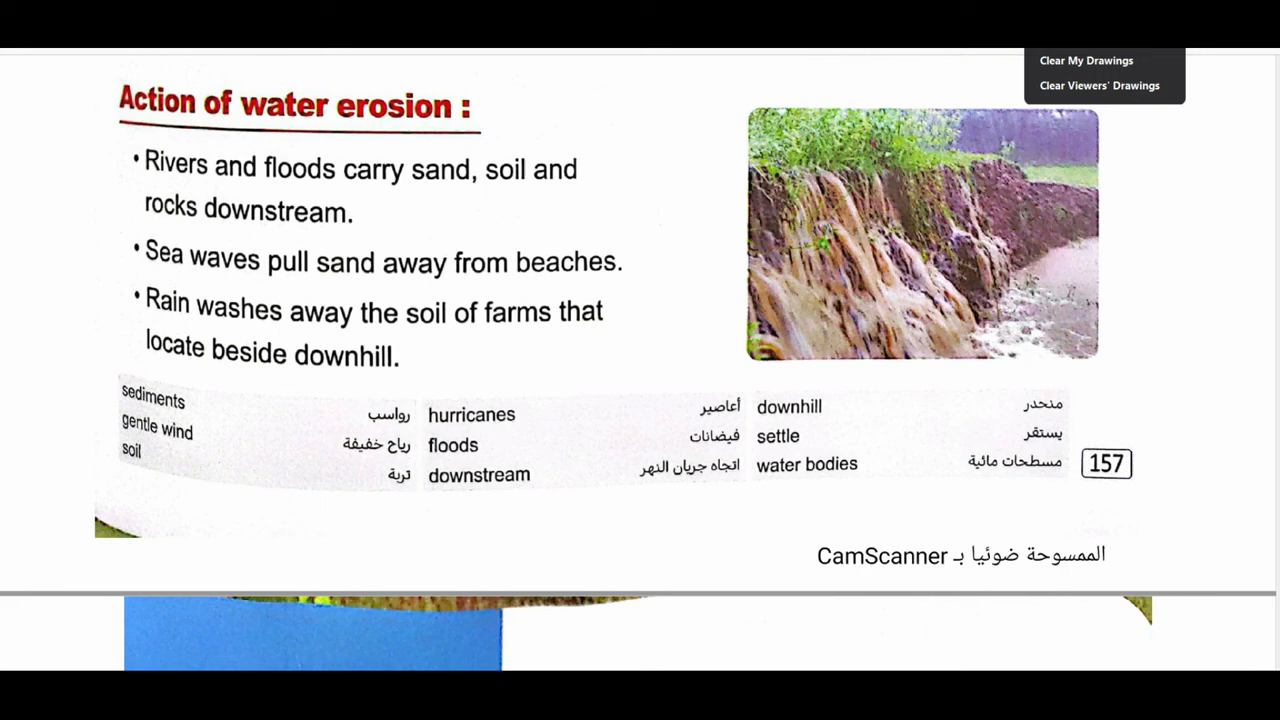 Clear My Drawings
Clear Viewers' Drawings
Action of water erosion :
• Rivers and floods carry sand, soil and
rocks downstream.
• Sea waves pull sand away from beaches.
• Rain washes away the soil of farms that
locate beside downhill.
sediments رواسب hurricanes أعاصير downhill منحدر
gentle wind رياح خفيفة floods فيضانات settle يستقر
soil تربة downstream اتجاه جريان النهر water bodies مسطحات مائية
157
الممسوحة ضوئيا بـ CamScanner